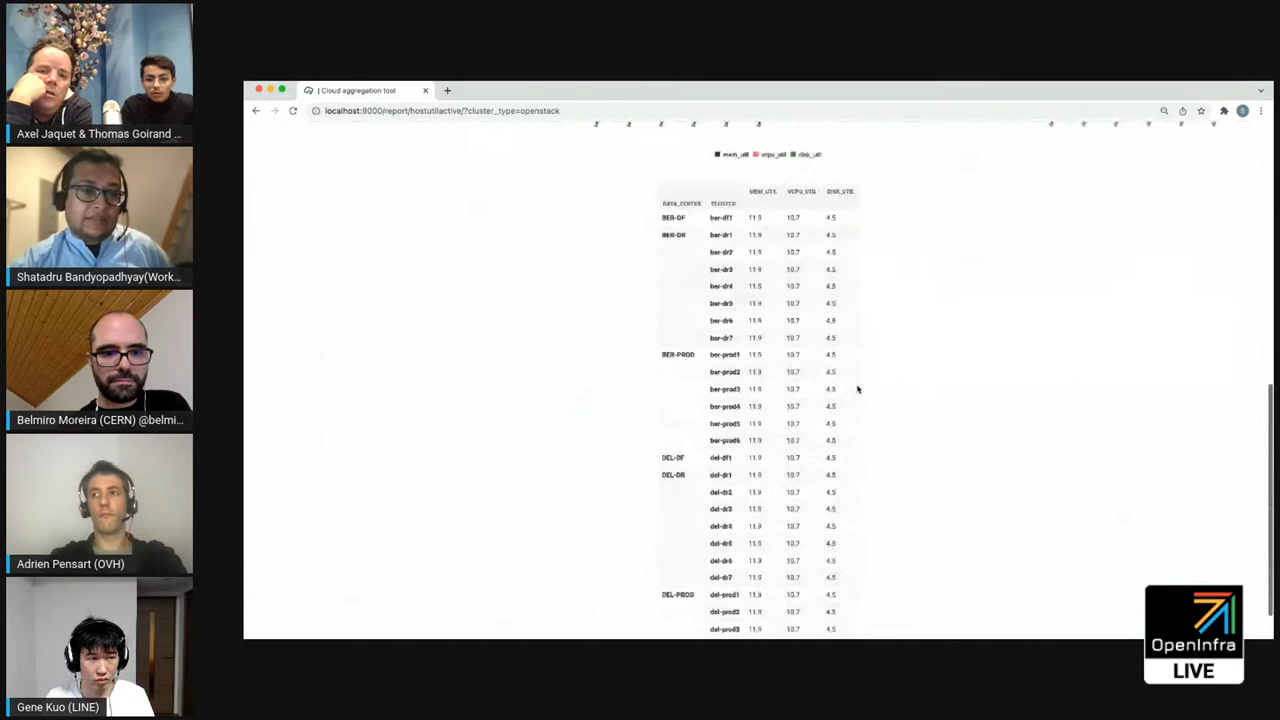 Axel Jaquet & Thomas Goirand ...
Shatadru Bandyopadhyay(Work...
Belmiro Moreira (CERN) @belmi...
Adrien Pensart (OVH)
Gene Kuo (LINE)
| Cloud aggregation tool
localhost:8000/report/hostutilactive/?cluster_type=openstack
S
mem_util vcpu_util disk_util
MEM_UTIL VCPU_UTIL DISK_UTIL
DATA_CENTER CLUSTER
BER-DF ber-df1 11.9 10.7 4.5
BER-DR ber-dr1 11.9 10.7 4.5
ber-dr2 11.9 10.7 4.5
ber-dr3 11.9 10.7 4.5
ber-dr4 11.9 10.7 4.5
ber-dr5 11.9 10.7 4.5
ber-dr6 11.9 10.7 4.5
ber-dr7 11.9 10.7 4.5
BER-PROD ber-prod1 11.9 10.7 4.5
ber-prod2 11.9 10.7 4.5
ber-prod3 11.9 10.7 4.5
ber-prod4 11.9 10.7 4.5
ber-prod5 11.9 10.7 4.5
ber-prod6 11.9 10.7 4.5
DEL-DF del-df1 11.9 10.7 4.5
DEL-DR del-dr1 11.9 10.7 4.5
del-dr2 11.9 10.7 4.5
del-dr3 11.9 10.7 4.5
del-dr4 11.9 10.7 4.5
del-dr5 11.9 10.7 4.5
del-dr6 11.9 10.7 4.5
del-dr7 11.9 10.7 4.5
DEL-PROD del-prod1 11.9 10.7 4.5
del-prod2 11.9 10.7 4.5
del-prod3 11.9 10.7 4.5
OpenInfra
LIVE